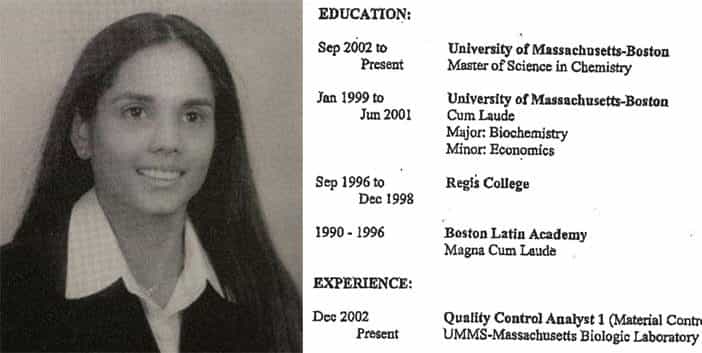 EDUCATION:
Sep 2002 to University of Massachusetts-Boston
Present Master of Science in Chemistry
Jan 1999 to University of Massachusetts-Boston
Jun 2001 Cum Laude
Major: Biochemistry
Minor: Economics
Sep 1996 to Regis College
Dec 1998
1990 - 1996 Boston Latin Academy
Magna Cum Laude
EXPERIENCE:
Dec 2002 Quality Control Analyst 1 (Material Contr
Present UMMS-Massachusetts Biologic Laboratory